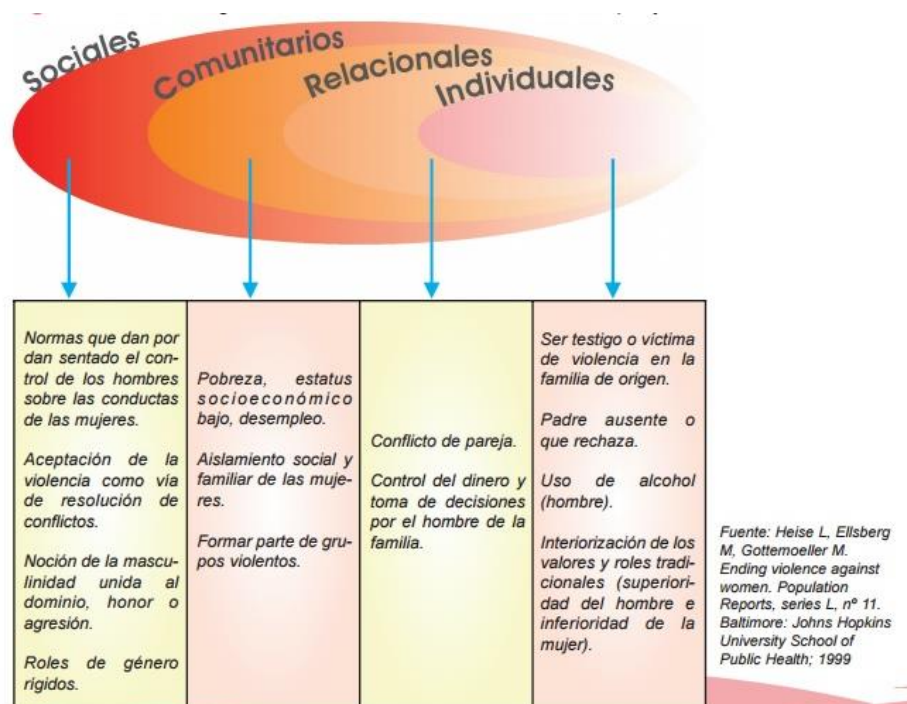 Sociales
Comunitarios
Relacionales
Individuales
Normas que dan por
dan sentado el con-
trol de los hombres
sobre las conductas
de las mujeres.
Aceptación de la
violencia como vía
de resolución de
conflictos.
Noción de la mascu-
linidad unida al
dominio, honor o
agresión.
Roles de género
rígidos.
Pobreza, estatus
socioeconómico
bajo, desempleo.
Aislamiento social y
familiar de las muje-
res.
Formar parte de gru-
pos violentos.
Conflicto de pareja.
Control del dinero y
toma de decisiones
por el hombre de la
familia.
Ser testigo o víctima
de violencia en la
familia de origen.
Padre ausente o
que rechaza.
Uso de alcohol
(hombre).
Interiorización de los
valores y roles tradi-
cionales (superiori-
dad del hombre e
inferioridad de la
mujer).
Fuente: Heise L, Ellsberg
M, Gottemoeller M.
Ending violence against
women. Population
Reports, series L, nº 11.
Baltimore: Johns Hopkins
University School of
Public Health; 1999